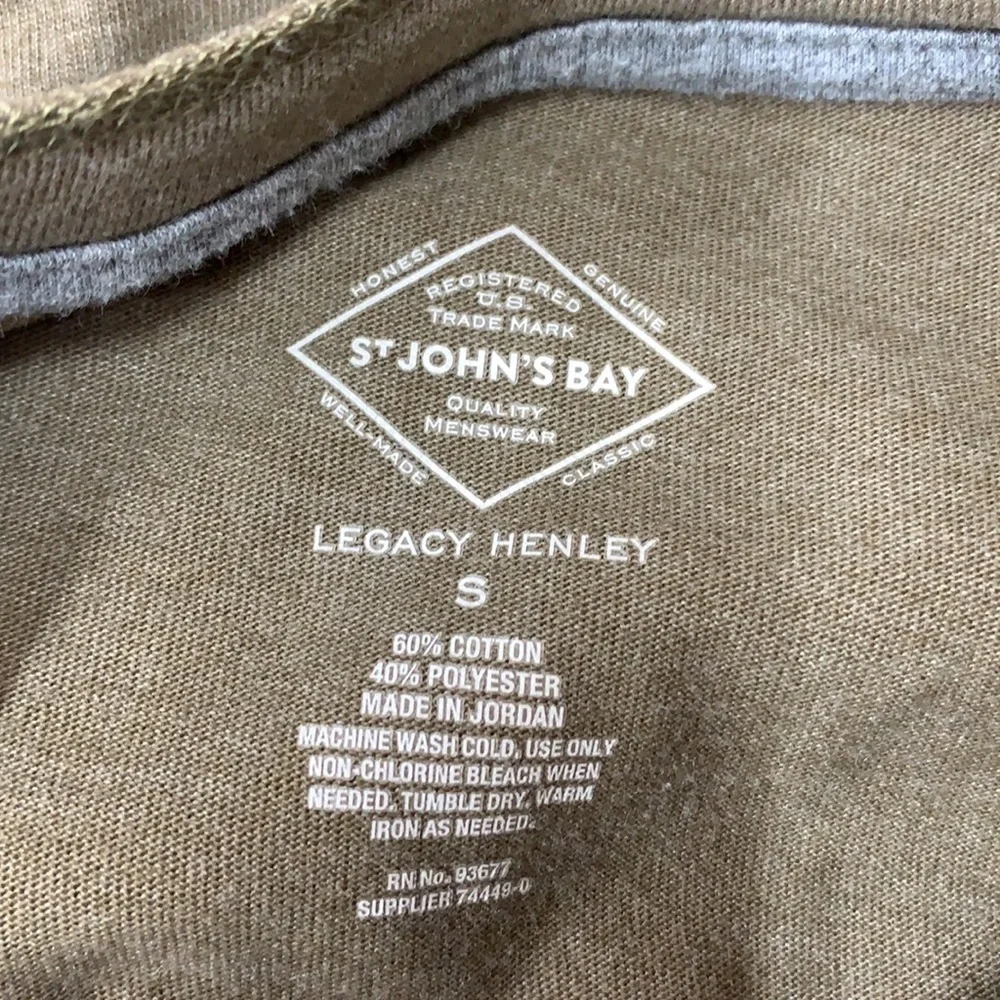 HONEST
GENUINE
REGISTERED
U.S.
TRADE MARK
ST JOHN'S BAY
QUALITY
MENSWEAR
WELL-MADE
CLASSIC
LEGACY HENLEY
S
60% COTTON
40% POLYESTER
MADE IN JORDAN
MACHINE WASH COLD, USE ONLY
NON-CHLORINE BLEACH WHEN
NEEDED. TUMBLE DRY. WARM
IRON AS NEEDED.
RN No. 93677
SUPPLIER 74449-0